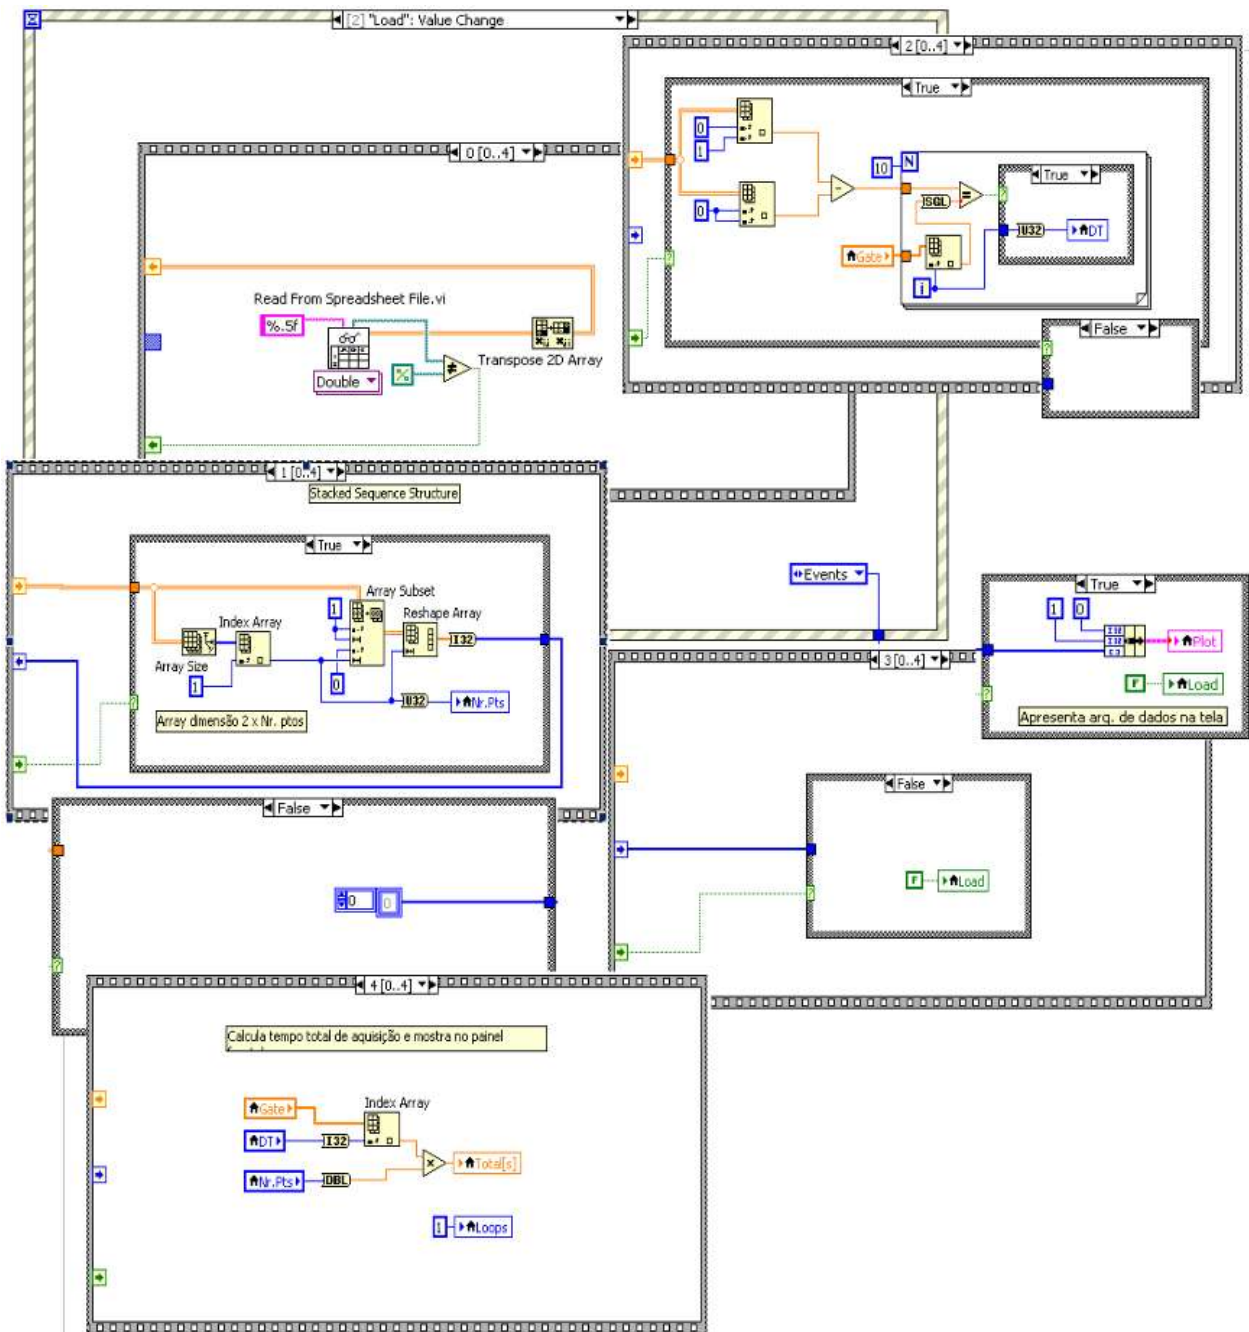 [2] "Load": Value Change
2 [0..4]
True
0
1
0
10
N
True
SGL
=
U32
DT
Gate
i
False
0 [0..4]
Read From Spreadsheet File.vi
%.5f
Double
Transpose 2D Array
1 [0..4]
Stacked Sequence Structure
True
Array Subset
Index Array
1
Reshape Array
I32
Array Size
1
0
U32
Nr.Pts
Array dimensão 2 x Nr. ptos
Events
True
1
0
Plot
F
Load
Apresenta arq. de dados na tela
3 [0..4]
False
F
Load
False
0
0
4 [0..4]
Calcula tempo total de aquisição e mostra no painel
Gate
Index Array
DT
I32
Nr.Pts
DBL
x
Total[s]
1
Loops